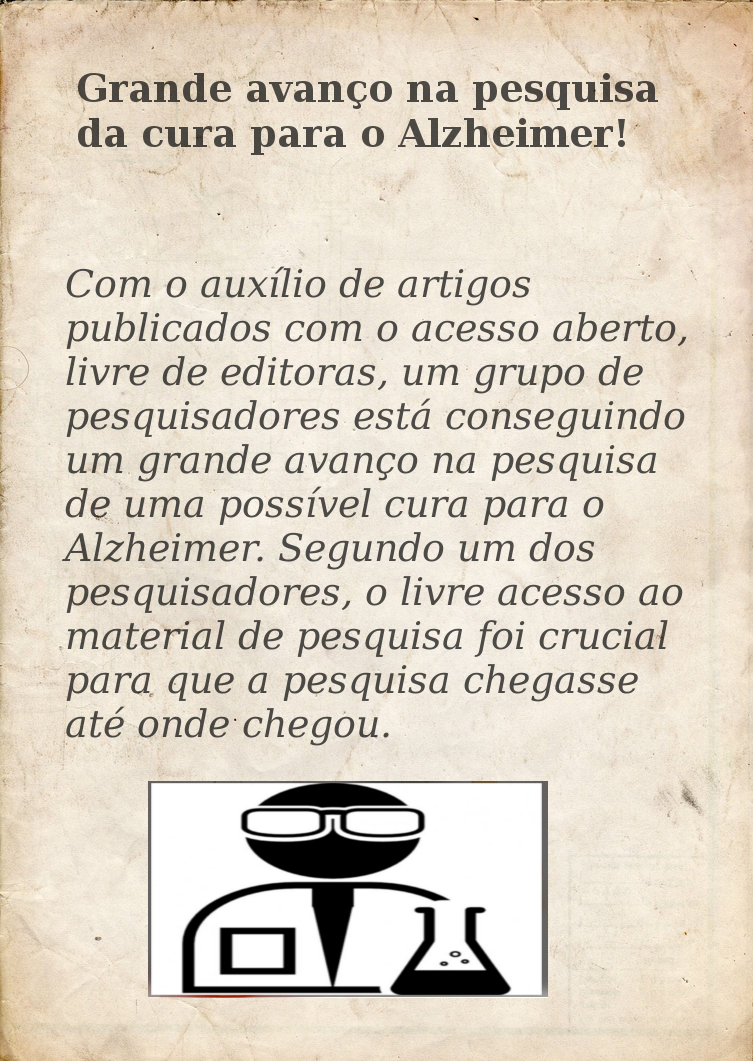 Grande avanço na pesquisa
da cura para o Alzheimer!
Com o auxílio de artigos
publicados com o acesso aberto,
livre de editoras, um grupo de
pesquisadores está conseguindo
um grande avanço na pesquisa
de uma possível cura para o
Alzheimer. Segundo um dos
pesquisadores, o livre acesso ao
material de pesquisa foi crucial
para que a pesquisa chegasse
até onde chegou.